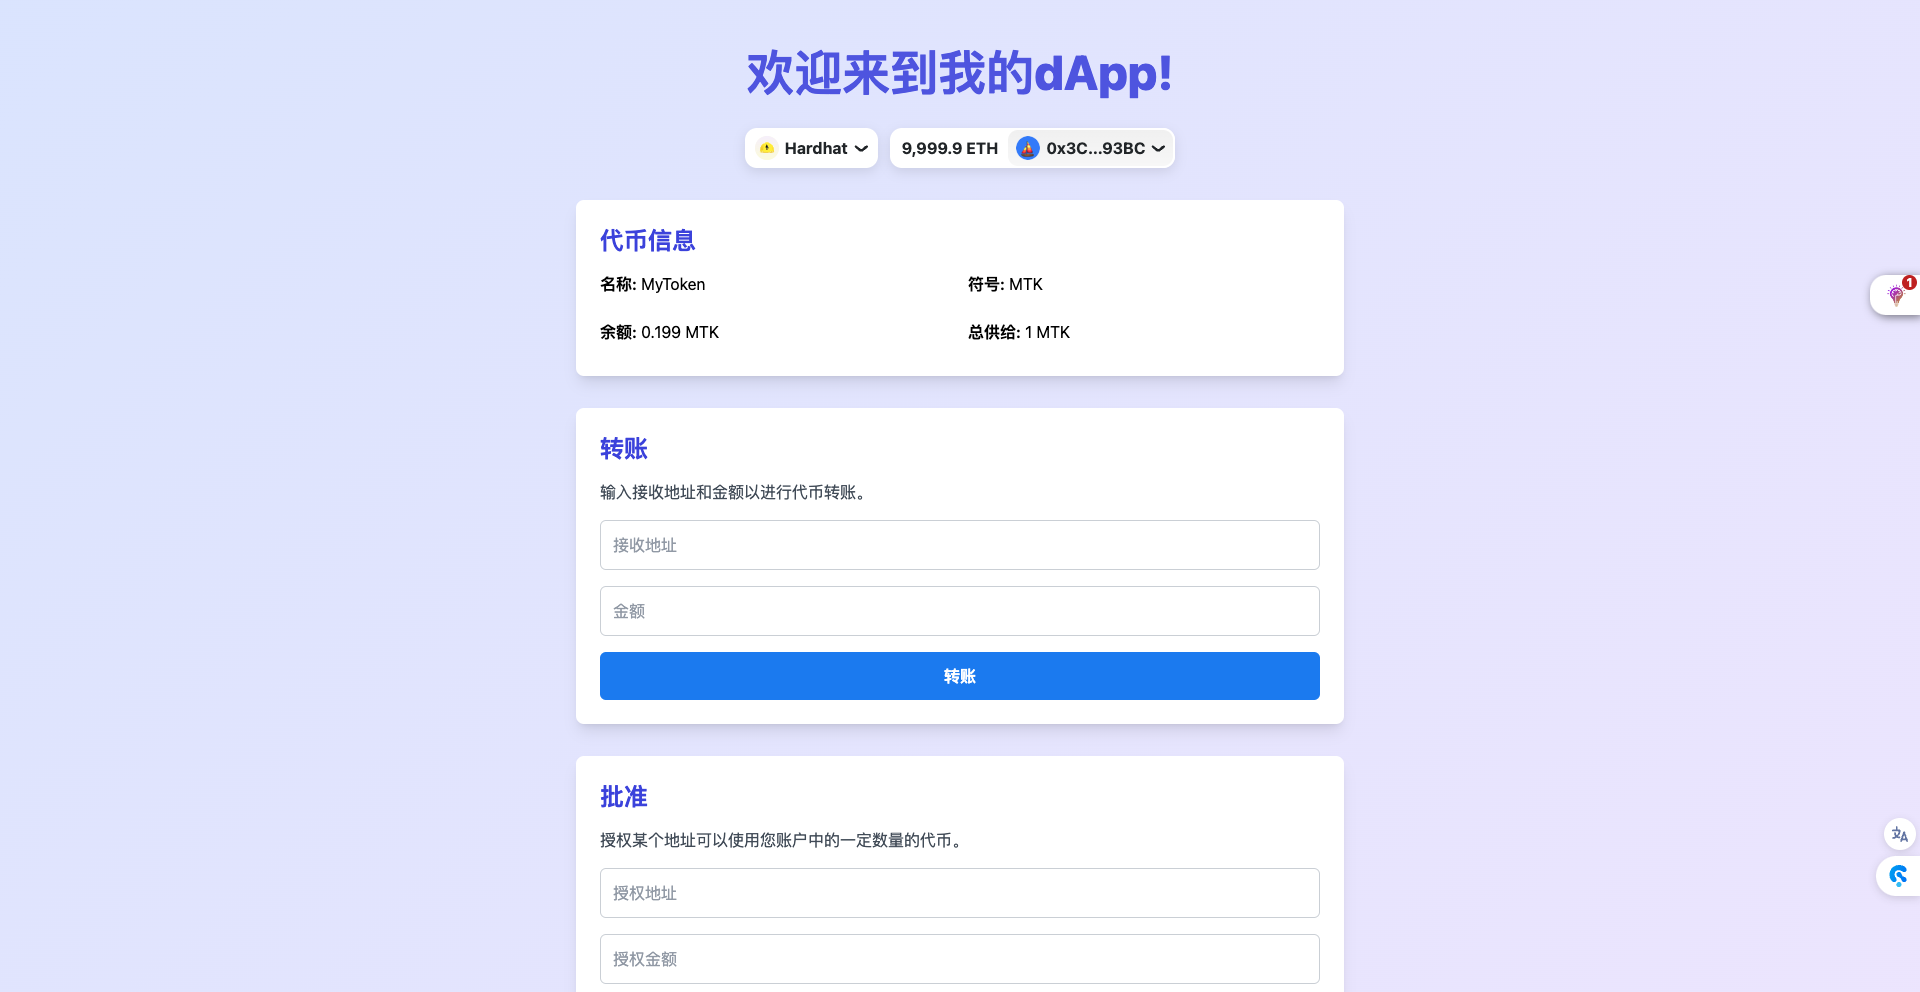 欢迎来到我的dApp!
Hardhat
9,999.9 ETH
0x3C...93BC
代币信息
名称: MyToken
符号: MTK
余额: 0.199 MTK
总供给: 1 MTK
1
转账
输入接收地址和金额以进行代币转账。
接收地址
金额
转账
批准
授权某个地址可以使用您账户中的一定数量的代币。
文A
授权地址
授权金额